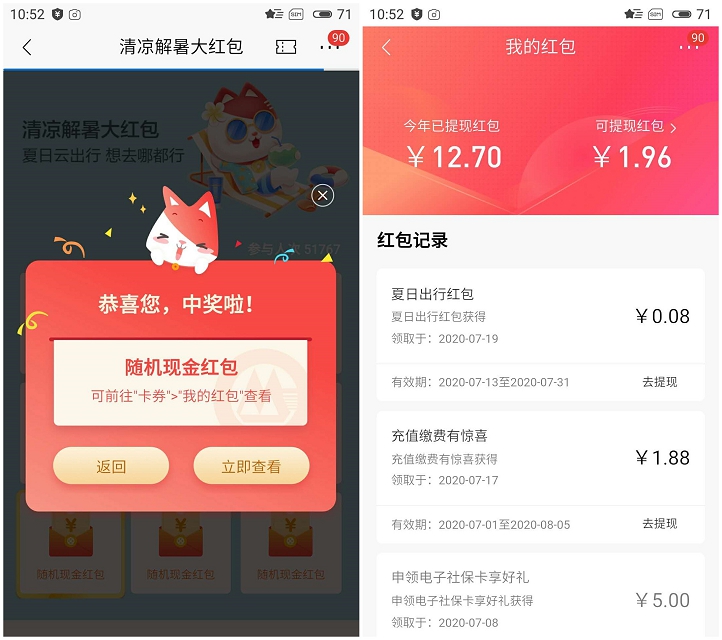 10:52
71
清凉解暑大红包
90
清凉解暑大红包
夏日云出行 想去哪都行
参与人次 51767
恭喜您，中奖啦！
随机现金红包
可前往"卡券">"我的红包"查看
返回
立即查看
随机现金红包
随机现金红包
随机现金红包
10:52
71
我的红包
90
今年已提现红包
可提现红包
￥12.70
￥1.96
红包记录
夏日出行红包
夏日出行红包获得
￥0.08
领取于：2020-07-19
有效期：2020-07-13至2020-07-31
去提现
充值缴费有惊喜
充值缴费有惊喜获得
￥1.88
领取于：2020-07-17
有效期：2020-07-01至2020-08-05
去提现
申领电子社保卡享好礼
申领电子社保卡享好礼获得
￥5.00
领取于：2020-07-08